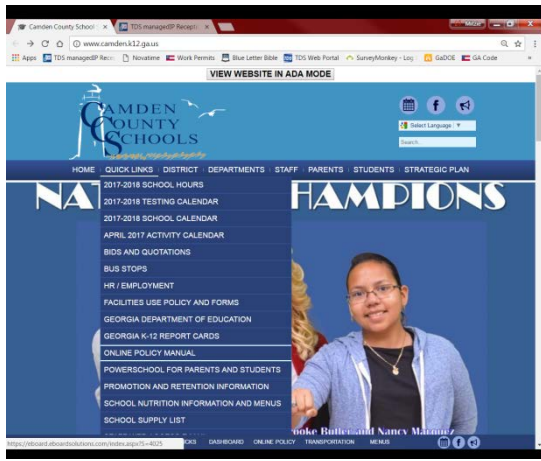 Camden County School
TDS managedIP Recepti
www.camden.k12.ga.us
Apps TDS managedIP Rece Novatime Work Permits Blue Letter Bible TDS Web Portal SurveyMonkey - Log GaDOE GA Code
VIEW WEBSITE IN ADA MODE
CAMDEN
COUNTY
SCHOOLS
Select Language
Search.
HOME QUICK LINKS DISTRICT DEPARTMENTS STAFF PARENTS STUDENTS STRATEGIC PLAN
NAT HAMPIONS
2017-2018 SCHOOL HOURS
2017-2018 TESTING CALENDAR
2017-2018 SCHOOL CALENDAR
APRIL 2017 ACTIVITY CALENDAR
BIDS AND QUOTATIONS
BUS STOPS
HR / EMPLOYMENT
FACILITIES USE POLICY AND FORMS
GEORGIA DEPARTMENT OF EDUCATION
GEORGIA K-12 REPORT CARDS
ONLINE POLICY MANUAL
POWERSCHOOL FOR PARENTS AND STUDENTS
PROMOTION AND RETENTION INFORMATION
SCHOOL NUTRITION INFORMATION AND MENUS
SCHOOL SUPPLY LIST
ooke Butler and Nancy Marquez
https://eboard.eboardsolutions.com/index.aspx?S=4025 DASHBOARD ONLINE POLICY TRANSPORTATION MENUS